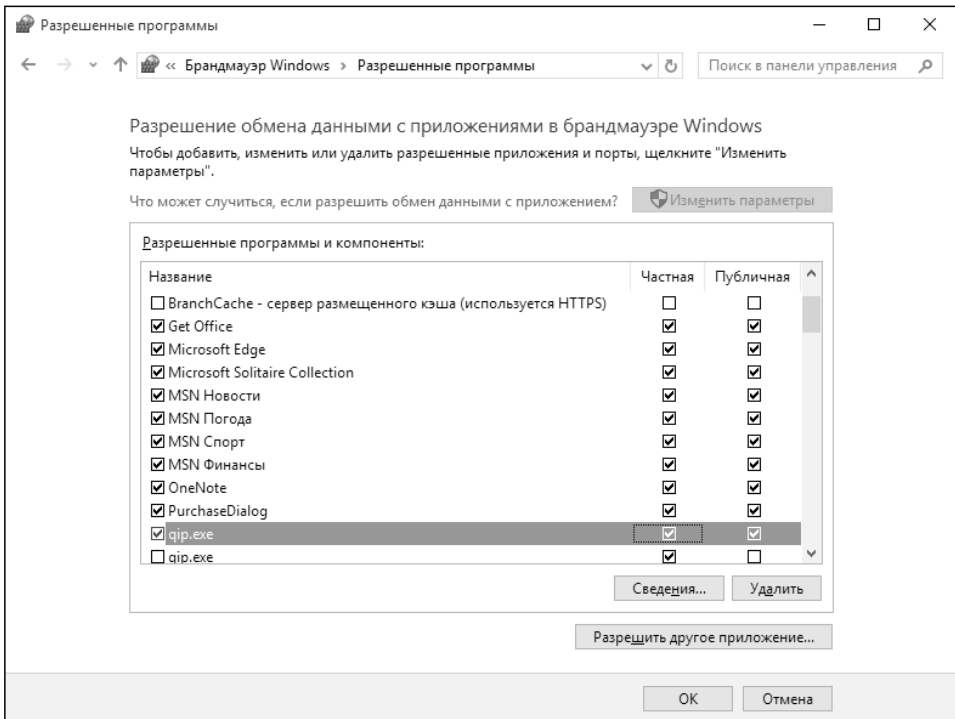 Разрешенные программы
« Брандмауэр Windows › Разрешенные программы
Поиск в панели управления
Разрешение обмена данными с приложениями в брандмауэре Windows
Чтобы добавить, изменить или удалить разрешенные приложения и порты, щелкните "Изменить
параметры".
Что может случиться, если разрешить обмен данными с приложением?
Изменить параметры
Разрешенные программы и компоненты:
Название Частная Публичная
BranchCache - сервер размещенного кэша (используется HTTPS)
Get Office
Microsoft Edge
Microsoft Solitaire Collection
MSN Новости
MSN Погода
MSN Спорт
MSN Финансы
OneNote
PurchaseDialog
qip.exe
qip.exe
Сведения... Удалить
Разрешить другое приложение...
OK Отмена